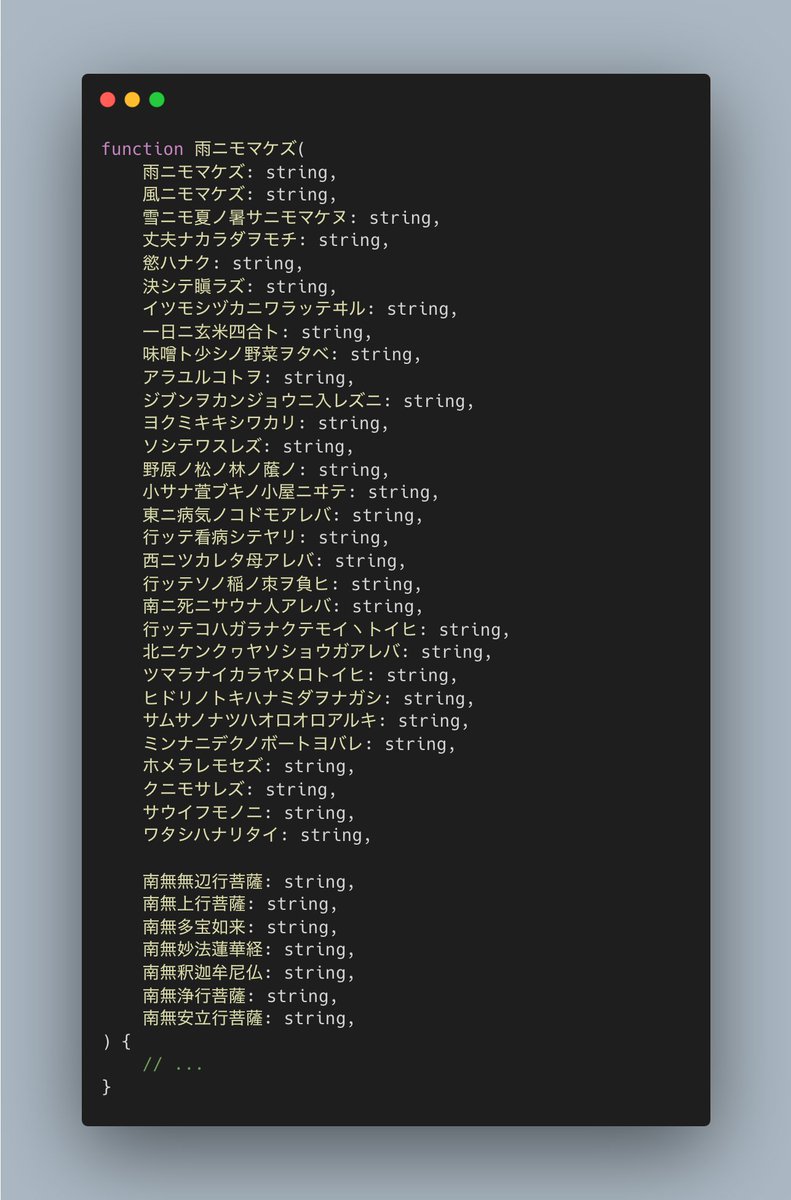 function 雨ニモマケズ(
    雨ニモマケズ: string,
    風ニモマケズ: string,
    雪ニモ夏ノ暑サニモマケヌ: string,
    丈夫ナカラダヲモチ: string,
    慾ハナク: string,
    決シテ瞋ラズ: string,
    イツモシヅカニワラッテヰル: string,
    一日ニ玄米四合ト: string,
    味噌ト少シノ野菜ヲタベ: string,
    アラユルコトヲ: string,
    ジブンヲカンジョウニ入レズニ: string,
    ヨクミキキシワカリ: string,
    ソシテワスレズ: string,
    野原ノ松ノ林ノ蔭ノ: string,
    小サナ萓ブキノ小屋ニヰテ: string,
    東ニ病気ノコドモアレバ: string,
    行ッテ看病シテヤリ: string,
    西ニツカレタ母アレバ: string,
    行ッテソノ稲ノ朿ヲ負ヒ: string,
    南ニ死ニサウナ人アレバ: string,
    行ッテコハガラナクテモイヽトイヒ: string,
    北ニケンクヮヤソショウガアレバ: string,
    ツマラナイカラヤメロトイヒ: string,
    ヒドリノトキハナミダヲナガシ: string,
    サムサノナツハオロオロアルキ: string,
    ミンナニデクノボートヨバレ: string,
    ホメラレモセズ: string,
    クニモサレズ: string,
    サウイフモノニ: string,
    ワタシハナリタイ: string,

    南無無辺行菩薩: string,
    南無上行菩薩: string,
    南無多宝如来: string,
    南無妙法蓮華経: string,
    南無釈迦牟尼仏: string,
    南無浄行菩薩: string,
    南無安立行菩薩: string,
) {
    // ...
}